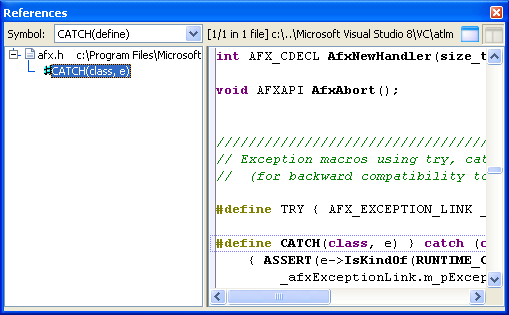 References
Symbol: CATCH(define) [1/1 in 1 file] c:\..\Microsoft Visual Studio 8\VC\atlm
afx.h c:\Program Files\Microsoft
CATCH(class, e)
int AFX_CDECL AfxNewHandler(size_t
void AFXAPI AfxAbort();
////////////////////////////////////
// Exception macros using try, cat
// (for backward compatibility to
#define TRY { AFX_EXCEPTION_LINK _
#define CATCH(class, e) } catch (c
{ ASSERT(e->IsKindOf(RUNTIME_C
_afxExceptionLink.m_pExcep